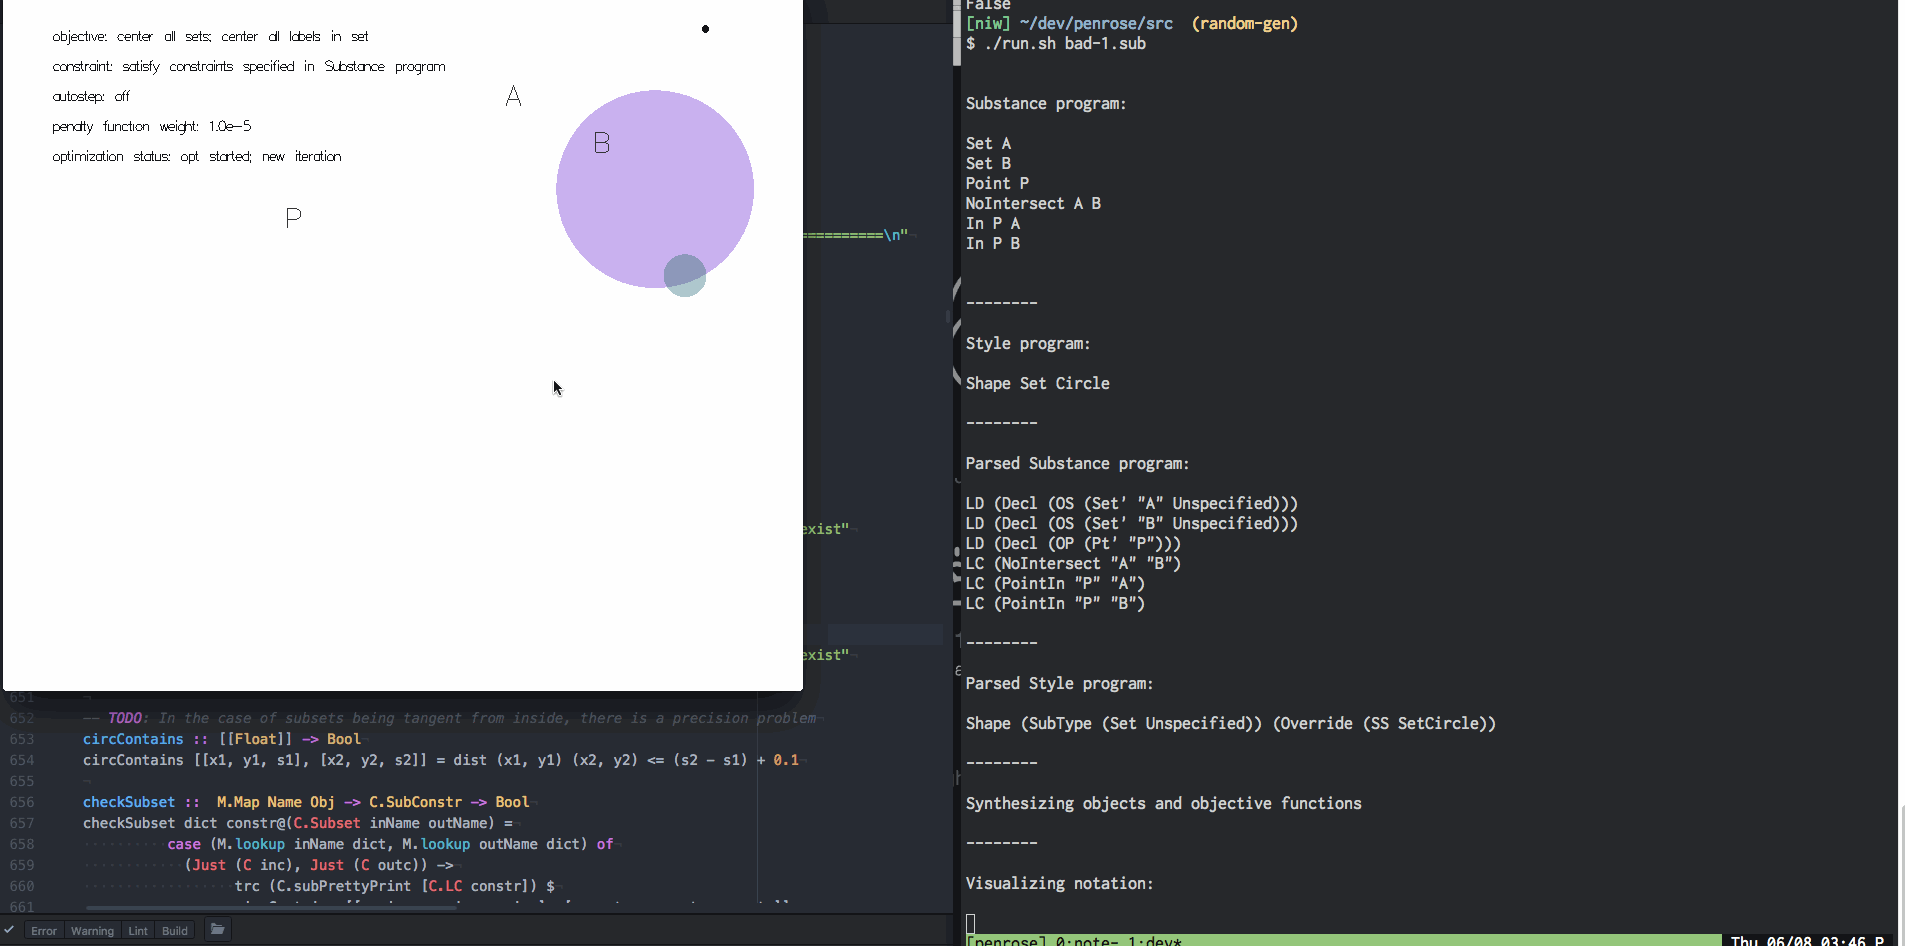 objective: center all sets; center all labels in set
constraint: satisfy constraints specified in Substance program
autostep: off
penalty function weight: 1.0e-5
optimization status: opt started; new iteration
A
B
P
==========\n"
exist"
exist"
651
652 -- TODO: In the case of subsets being tangent from inside, there is a precision problem
653 circContains :: [[Float]] -> Bool
654 circContains [[x1, y1, s1], [x2, y2, s2]] = dist (x1, y1) (x2, y2) <= (s2 - s1) + 0.1
655
656 checkSubset :: M.Map Name Obj -> C.SubConstr -> Bool
657 checkSubset dict constr@(C.Subset inName outName) =
658 case (M.lookup inName dict, M.lookup outName dict) of
659 (Just (C inc), Just (C outc)) ->
660 trc (C.subPrettyPrint [C.LC constr]) $
661
Error Warning Lint Build
False
[niw] ~/dev/penrose/src (random-gen)
$ ./run.sh bad-1.sub
Substance program:
Set A
Set B
Point P
NoIntersect A B
In P A
In P B
--------
Style program:
Shape Set Circle
--------
Parsed Substance program:
LD (Decl (OS (Set' "A" Unspecified)))
LD (Decl (OS (Set' "B" Unspecified)))
LD (Decl (OP (Pt' "P")))
LC (NoIntersect "A" "B")
LC (PointIn "P" "A")
LC (PointIn "P" "B")
--------
Parsed Style program:
Shape (SubType (Set Unspecified)) (Override (SS SetCircle))
--------
Synthesizing objects and objective functions
--------
Visualizing notation:
[penrose] 0:note- 1:dev* Thu 06/08 03:46 P